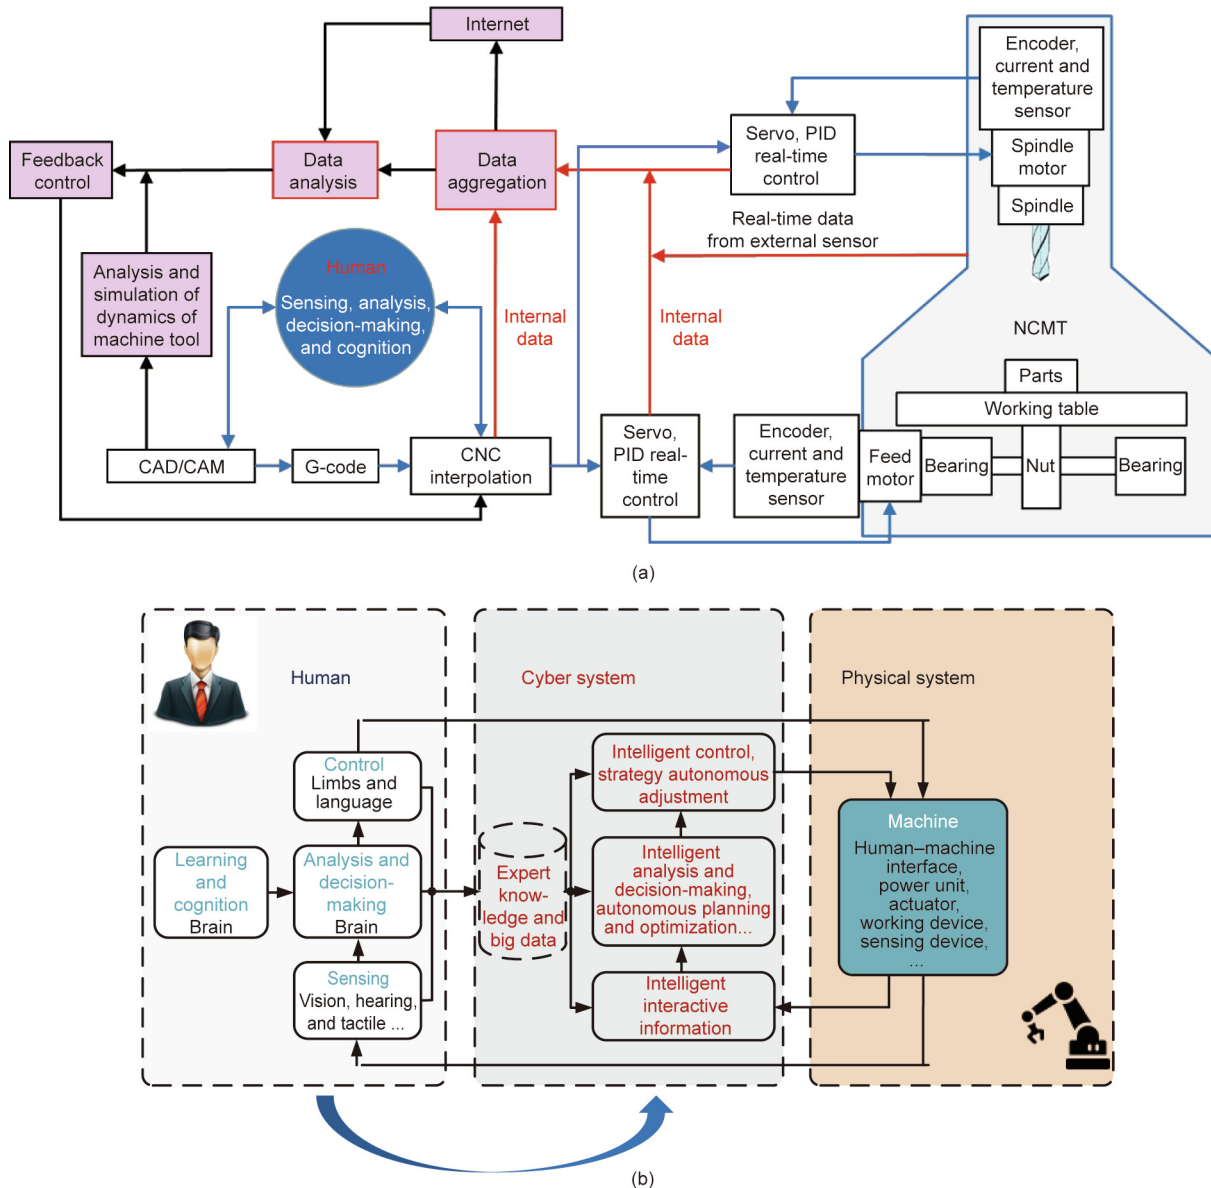 Internet
Encoder,
current and
temperature
sensor
Feedback
control
Data
analysis
Data
aggregation
Servo, PID
real-time
control
Spindle
motor
Spindle
Real-time data
from external sensor
Analysis and
simulation of
dynamics of
machine tool
Human
Sensing, analysis,
decision-making,
and cognition
Internal
data
Internal
data
NCMT
Parts
Working table
CAD/CAM
G-code
CNC
interpolation
Servo,
PID real-
time
control
Encoder,
current and
temperature
sensor
Feed
motor
Bearing
Nut
Bearing
(a)
Human
Cyber system
Physical system
Control
Limbs and
language
Intelligent control,
strategy autonomous
adjustment
Learning
and
cognition
Brain
Analysis and
decision-
making
Brain
Expert
know-
ledge and
big data
Intelligent
analysis and
decision-making,
autonomous planning
and optimization...
Machine
Human–machine
interface,
power unit,
actuator,
working device,
sensing device,
...
Sensing
Vision, hearing,
and tactile ...
Intelligent
interactive
information
(b)